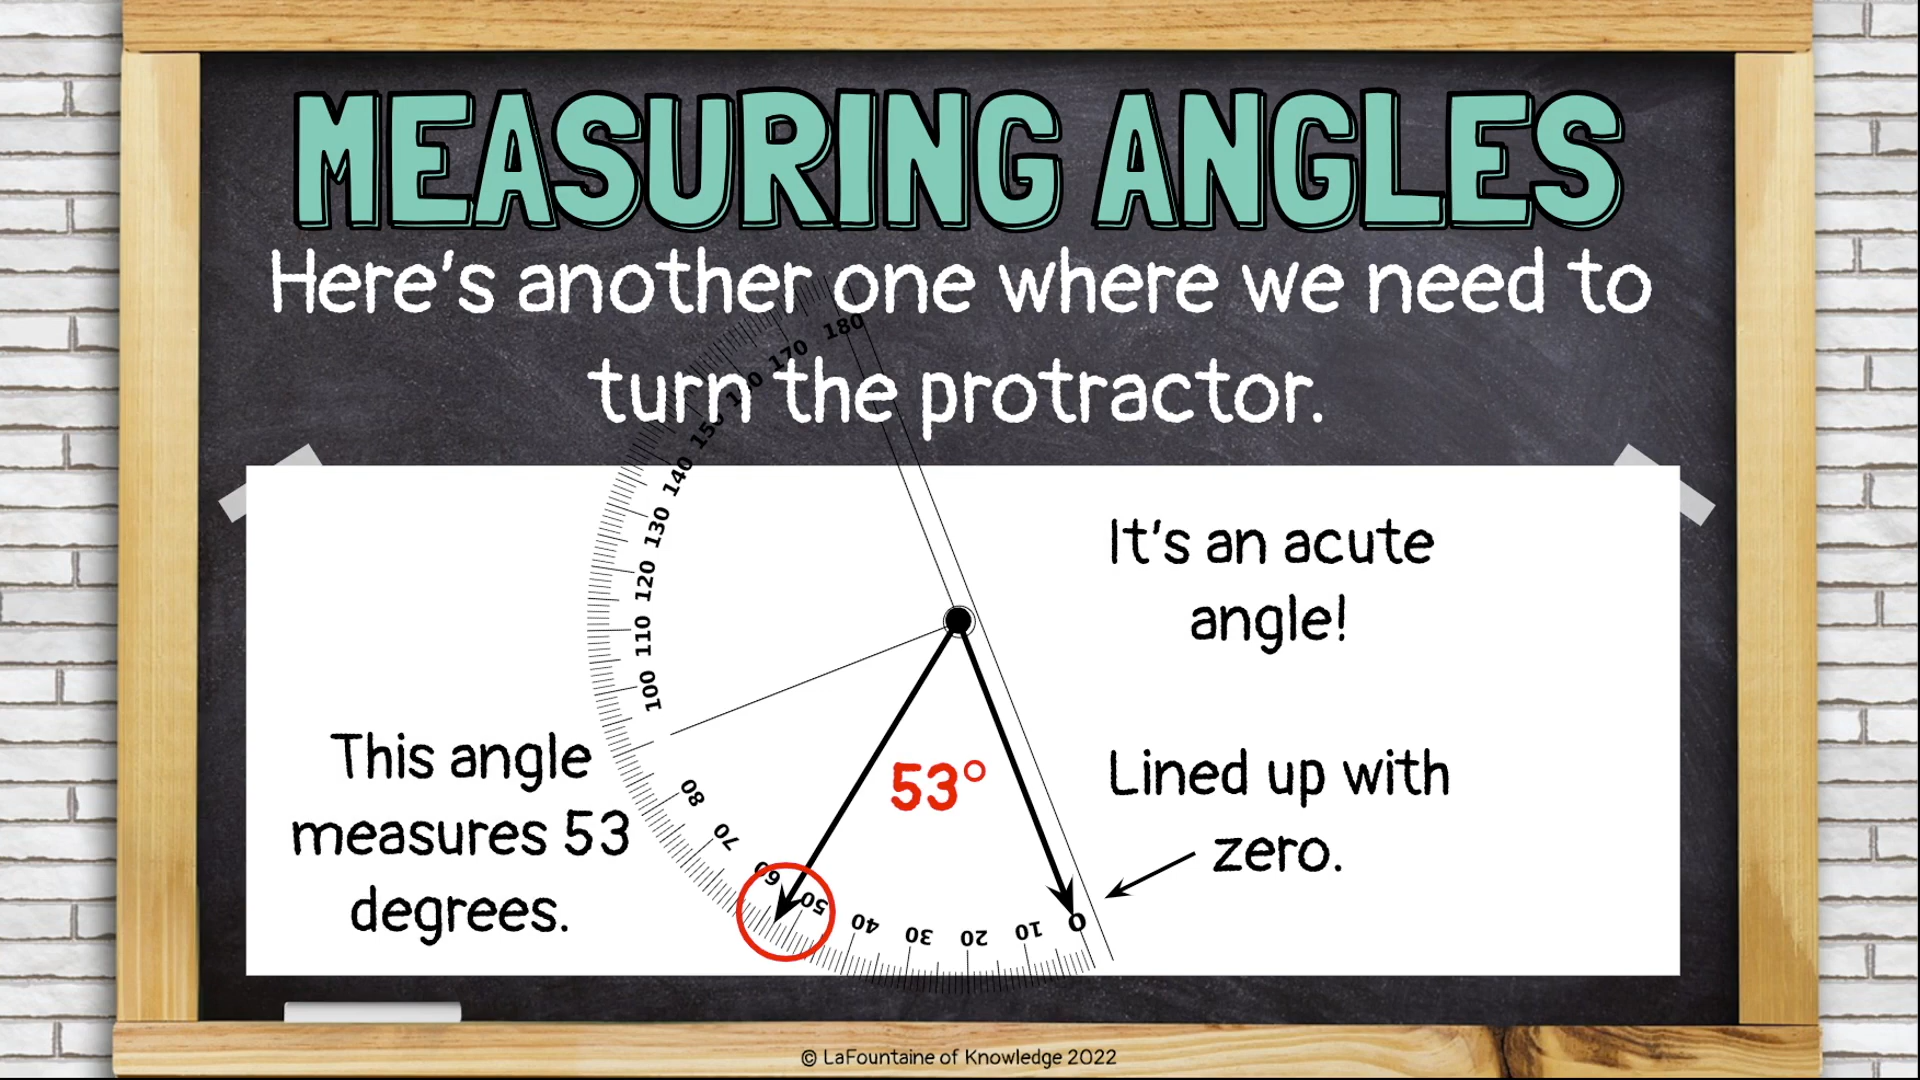 MEASURING ANGLES
Here's another one where we need to
turn the protractor.
180
170
160
150
140
130
120
110
100
80
70
60
50
40
30
20
10
0
It's an acute
angle!
53°
Lined up with
zero.
This angle
measures 53
degrees.
© LaFountaine of Knowledge 2022